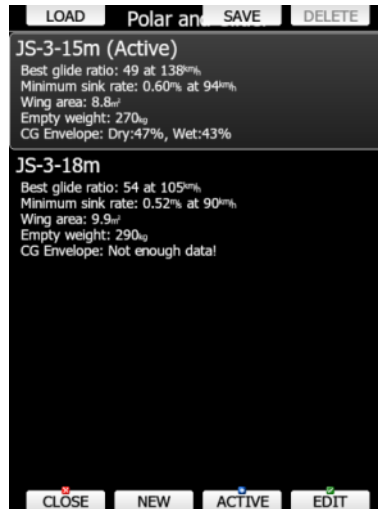 LOAD Polar an SAVE DELETE
JS-3-15m (Active)
Best glide ratio: 49 at 138km/h
Minimum sink rate: 0.60m/s at 94km/h
Wing area: 8.8m²
Empty weight: 270kg
CG Envelope: Dry:47%, Wet:43%
JS-3-18m
Best glide ratio: 54 at 105km/h
Minimum sink rate: 0.52m/s at 90km/h
Wing area: 9.9m²
Empty weight: 290kg
CG Envelope: Not enough data!
CLOSE NEW ACTIVE EDIT